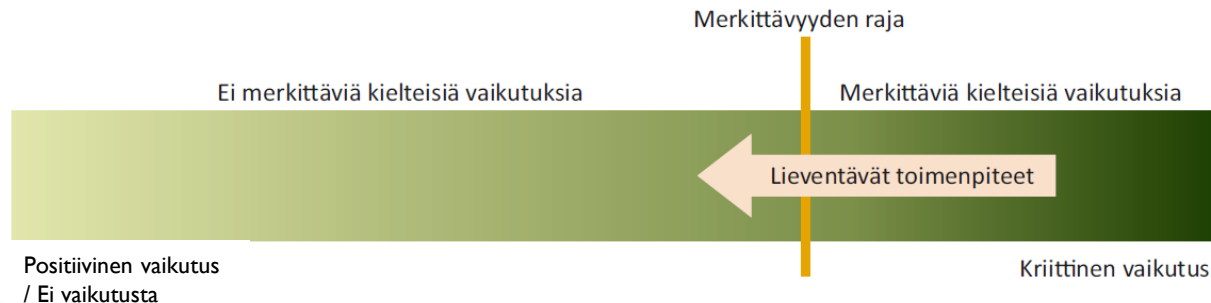 Merkittävyyden raja
Ei merkittäviä kielteisiä vaikutuksia
Merkittäviä kielteisiä vaikutuksia
Lieventävät toimenpiteet
Positiivinen vaikutus
/ Ei vaikutusta
Kriittinen vaikutus